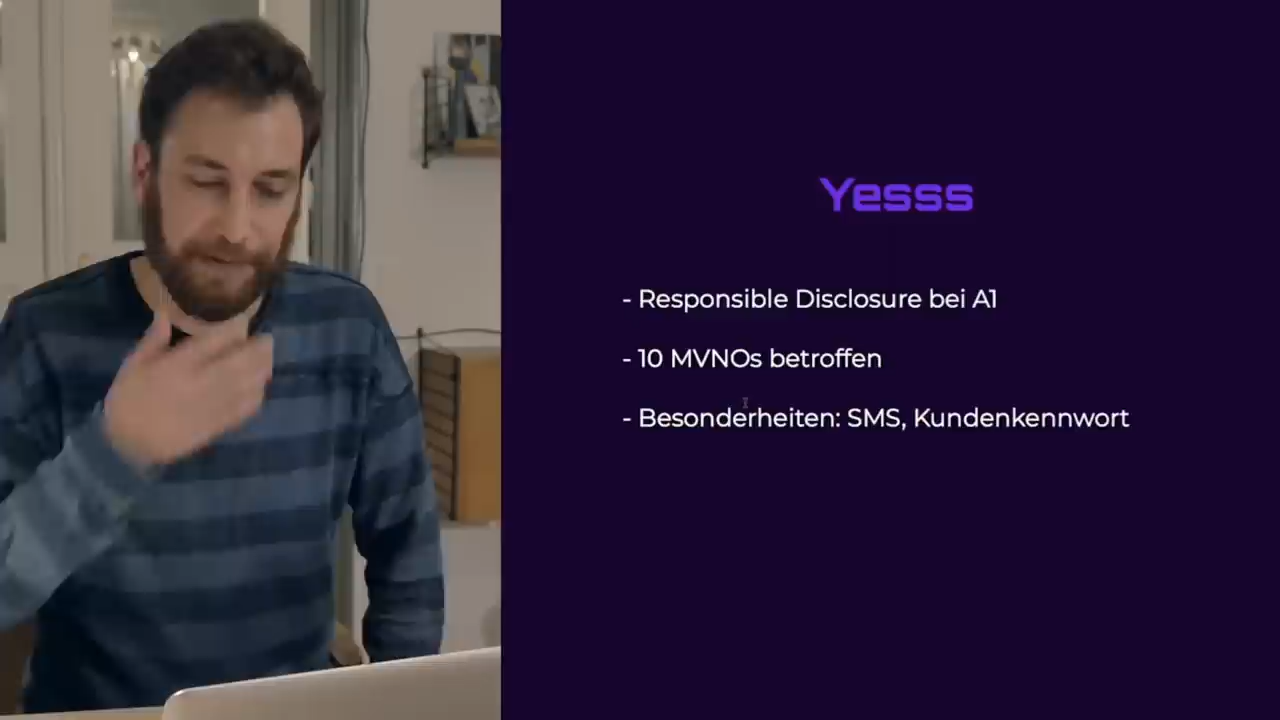 Yesss
- Responsible Disclosure bei A1
- 10 MVNOs betroffen
- Besonderheiten: SMS, Kundenkennwort